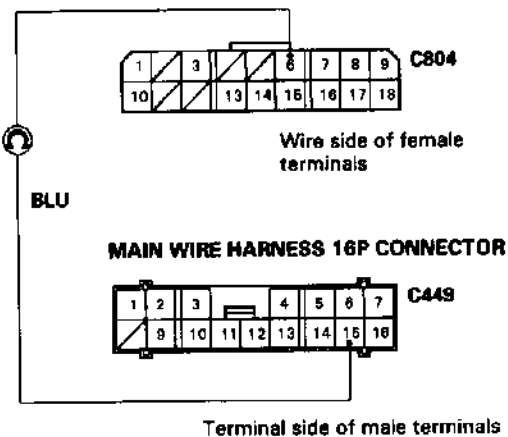 1 3 6 7 8 9 C804
10 13 14 15 16 17 18
Wire side of female
terminals
Ω
BLU
MAIN WIRE HARNESS 16P CONNECTOR
1 2 3 4 5 6 7 C449
9 10 11 12 13 14 15 16
Terminal side of male terminals